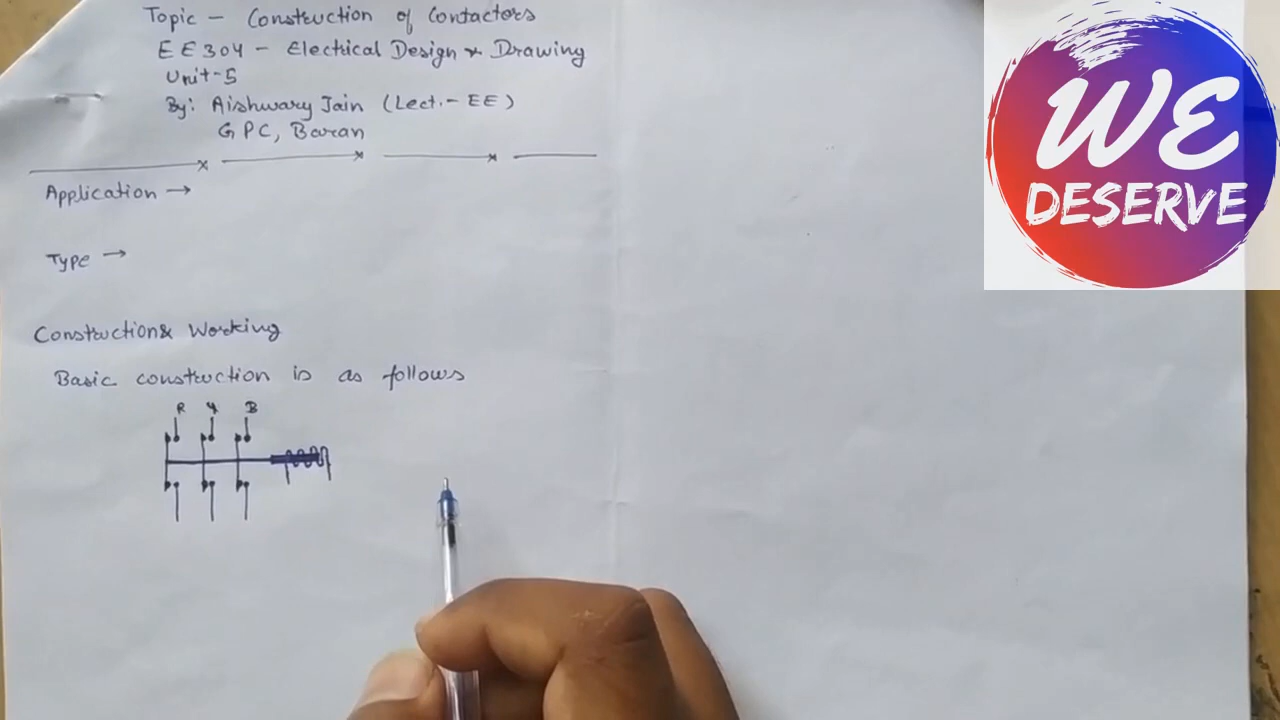 Topic - Construction of Contactors
EE304 - Electrical Design & Drawing
Unit-5
By: Aishwary Jain (Lect.- EE)
GPC, Baran
Application →
Type →
Construction & Working
Basic construction is as follows
R Y B
WE
DESERVE